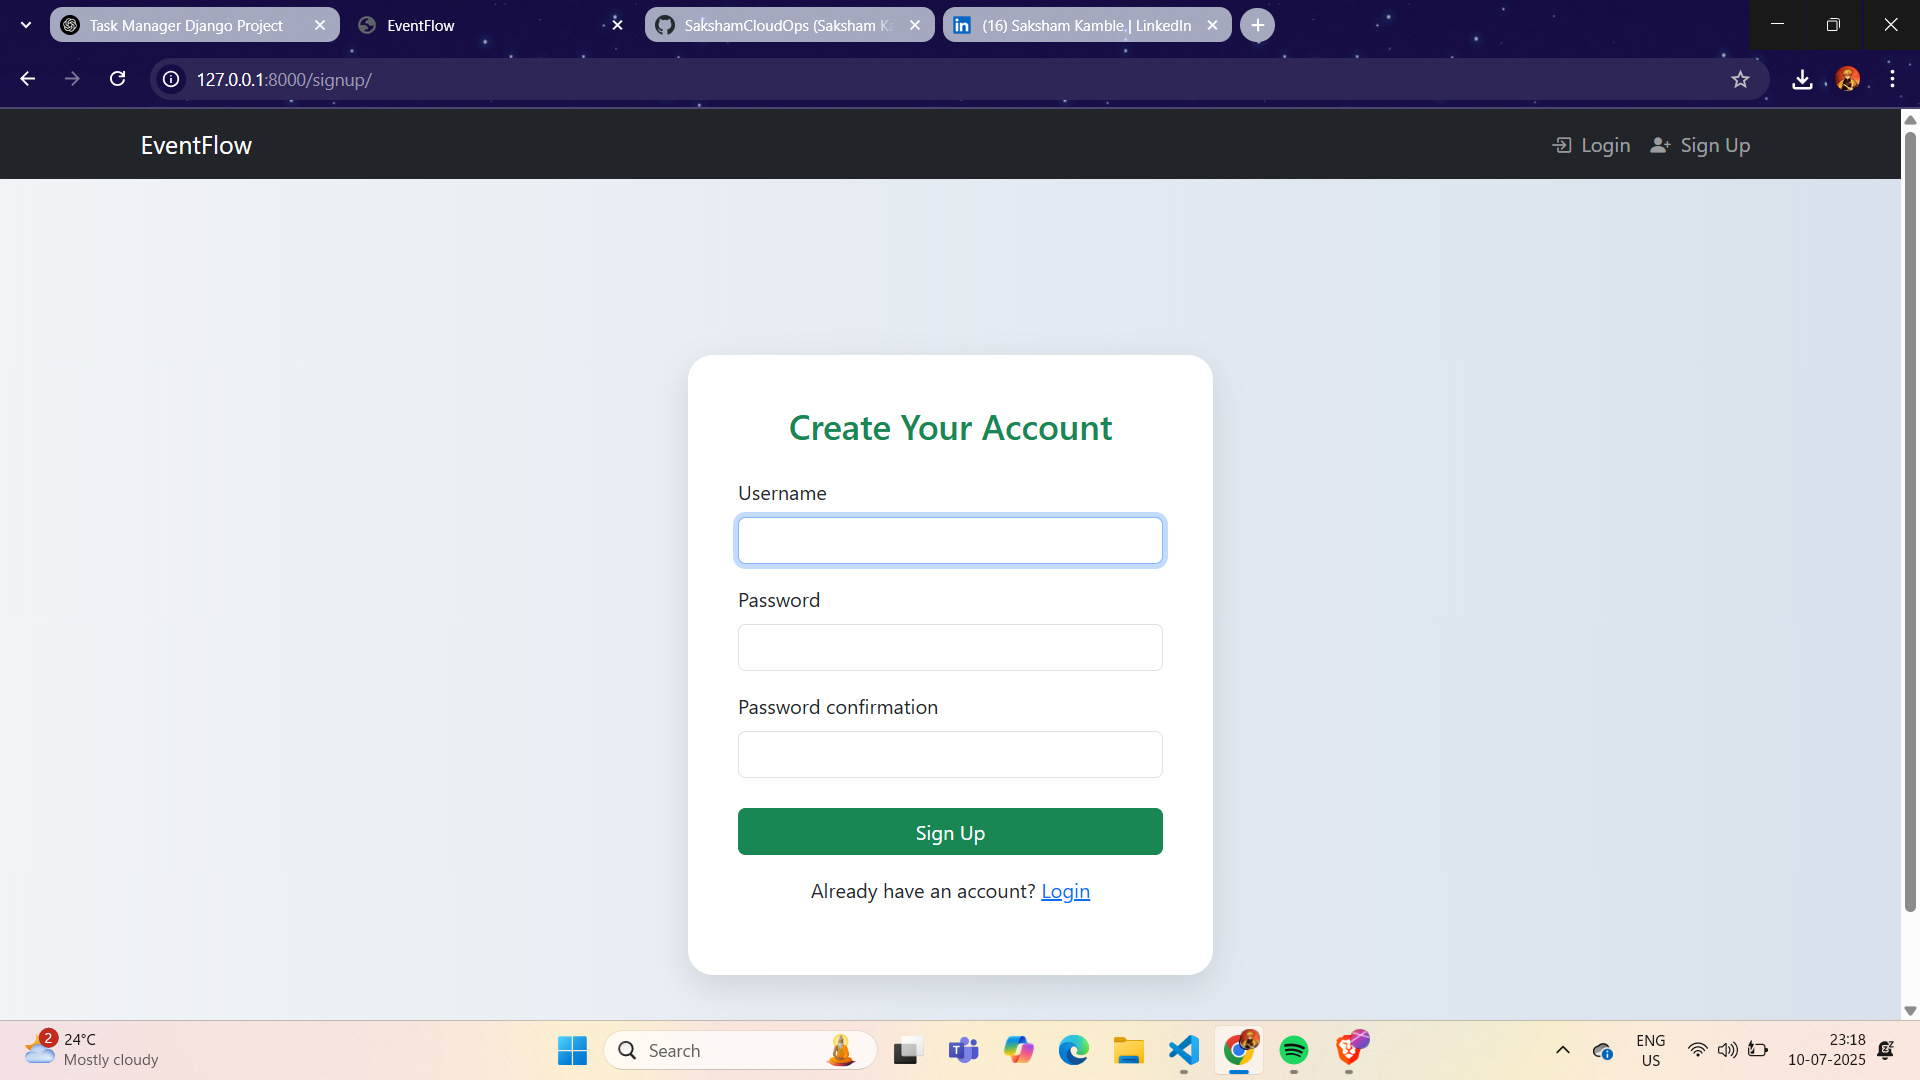 Task Manager Django Project
EventFlow
SakshamCloudOps (Saksham Ka
(16) Saksham Kamble | LinkedIn
127.0.0.1:8000/signup/
EventFlow
Login
Sign Up
Create Your Account
Username
Password
Password confirmation
Sign Up
Already have an account? Login
2
24°C
Mostly cloudy
Search
ENG
US
23:18
10-07-2025